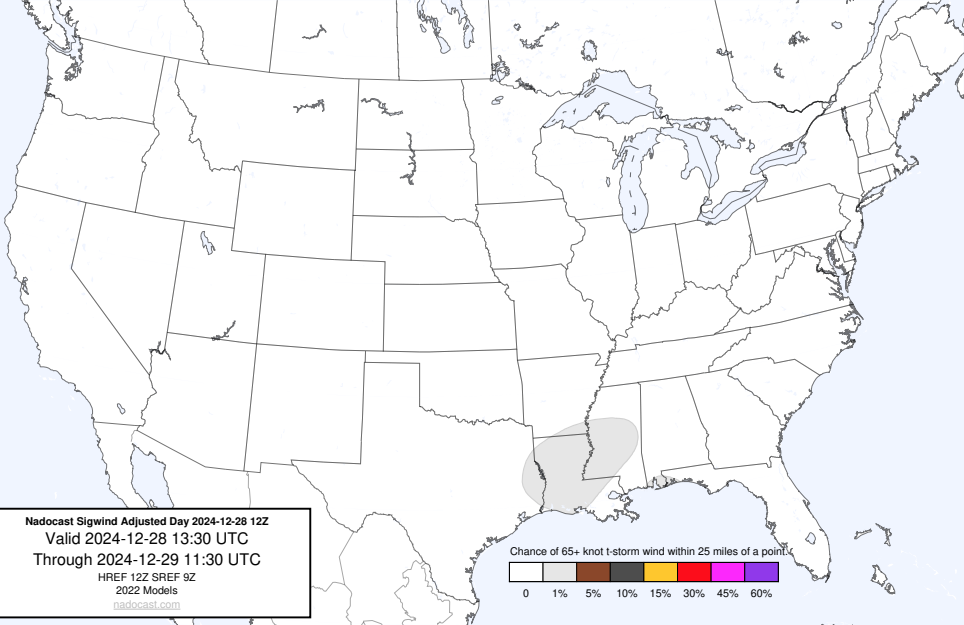 Nadocast Sigwind Adjusted Day 2024-12-28 12Z
Valid 2024-12-28 13:30 UTC
Through 2024-12-29 11:30 UTC
HREF 12Z SREF 9Z
2022 Models
nadocast.com
Chance of 65+ knot t-storm wind within 25 miles of a point.
0 1% 5% 10% 15% 30% 45% 60%